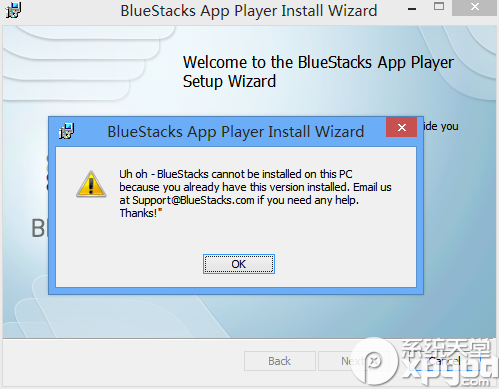 BlueStacks App Player Install Wizard
Welcome to the BlueStacks App Player
Setup Wizard
ide you
BlueStacks App Player Install Wizard
Uh oh - BlueStacks cannot be installed on this PC
because you already have this version installed. Email us
at Support@BlueStacks.com if you need any help.
Thanks!"
OK
Bl
Back
Next
Cancel
系统天堂
xpgod